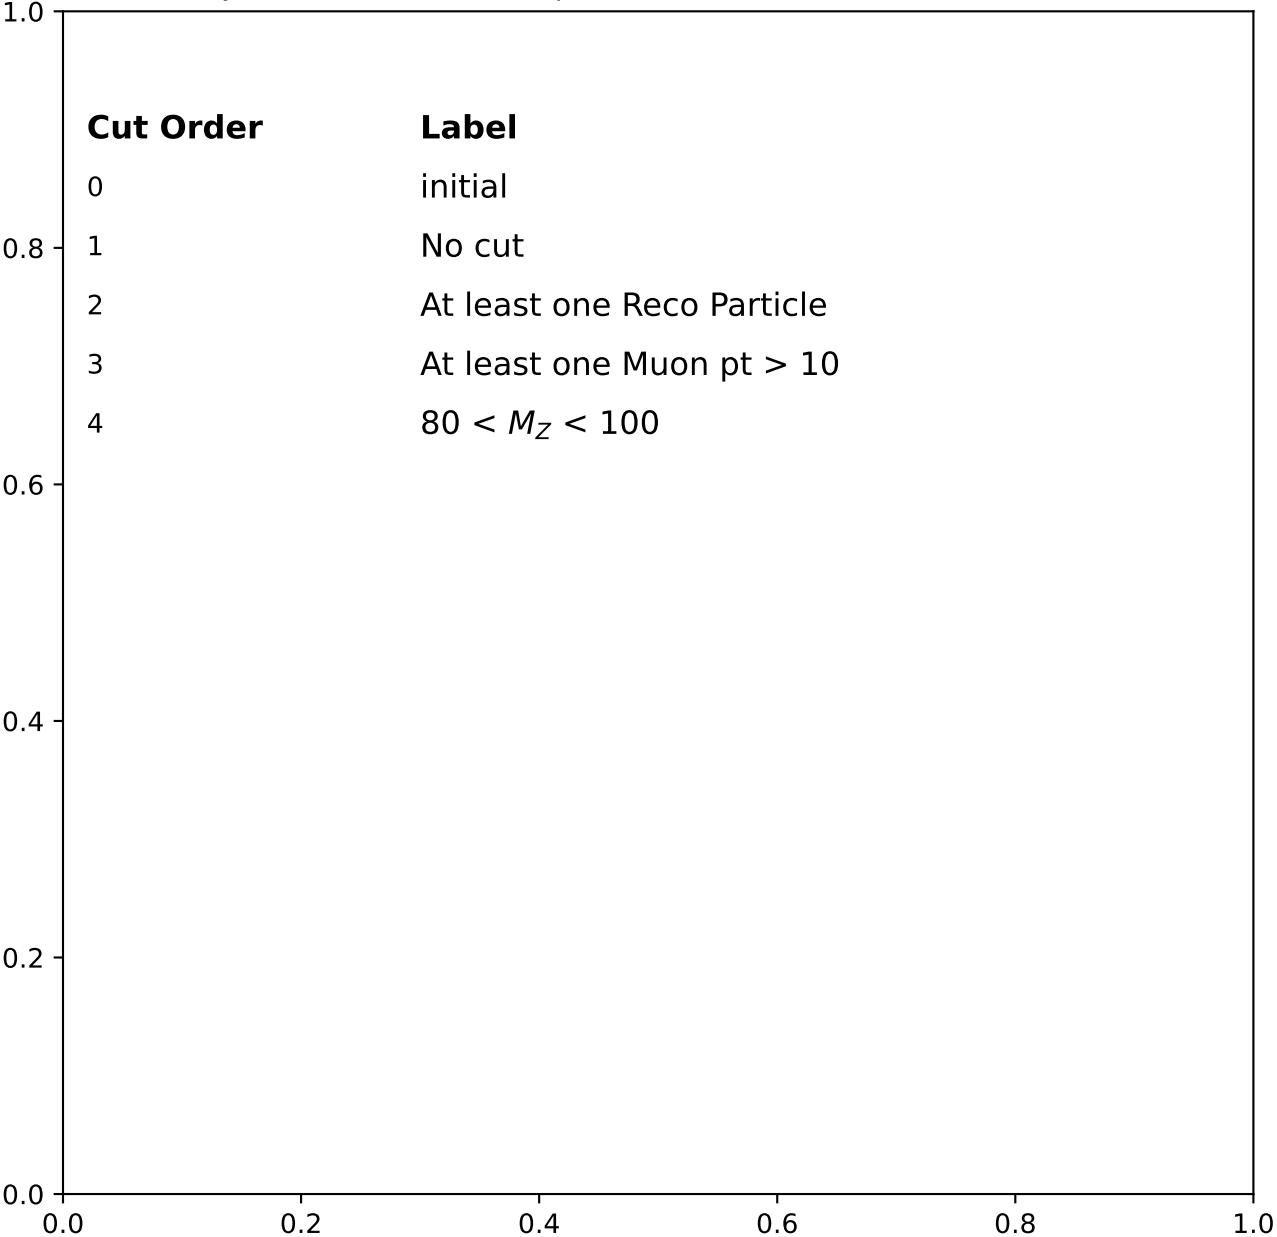 1.0
Cut Order Label
0 initial
0.8 1 No cut
2 At least one Reco Particle
3 At least one Muon pt > 10
4 80 < M_Z < 100
0.6
0.4
0.2
0.0
0.0 0.2 0.4 0.6 0.8 1.0